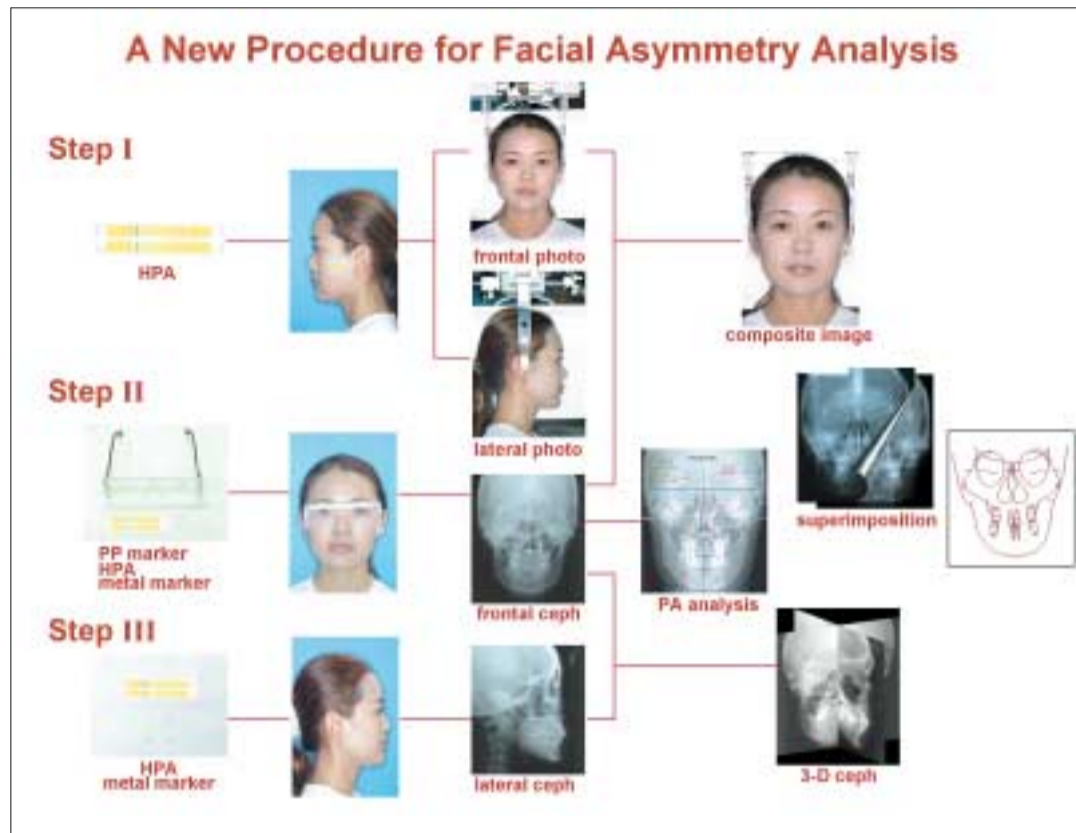 A New Procedure for Facial Asymmetry Analysis
Step I
HPA
frontal photo
lateral photo
composite image
Step II
PP marker
HPA
metal marker
frontal ceph
PA analysis
superimposition
Step III
HPA
metal marker
lateral ceph
3-D ceph